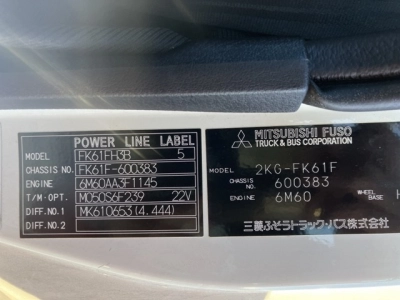 POWER LINE LABEL
MODEL FK61FH3B 5
CHASSIS NO. FK61F-600383
ENGINE 6M60AA3F1145
T/M·OPT. MO50S6F239 22V
DIFF.NO.1 MK610653(4.444)
DIFF.NO.2
MITSUBISHI FUSO
TRUCK & BUS CORPORATION
MODEL 2KG-FK61F
CHASSIS NO. 600383
ENGINE 6M60
WHEEL BASE H
三菱ふそうトラック・バス株式会社